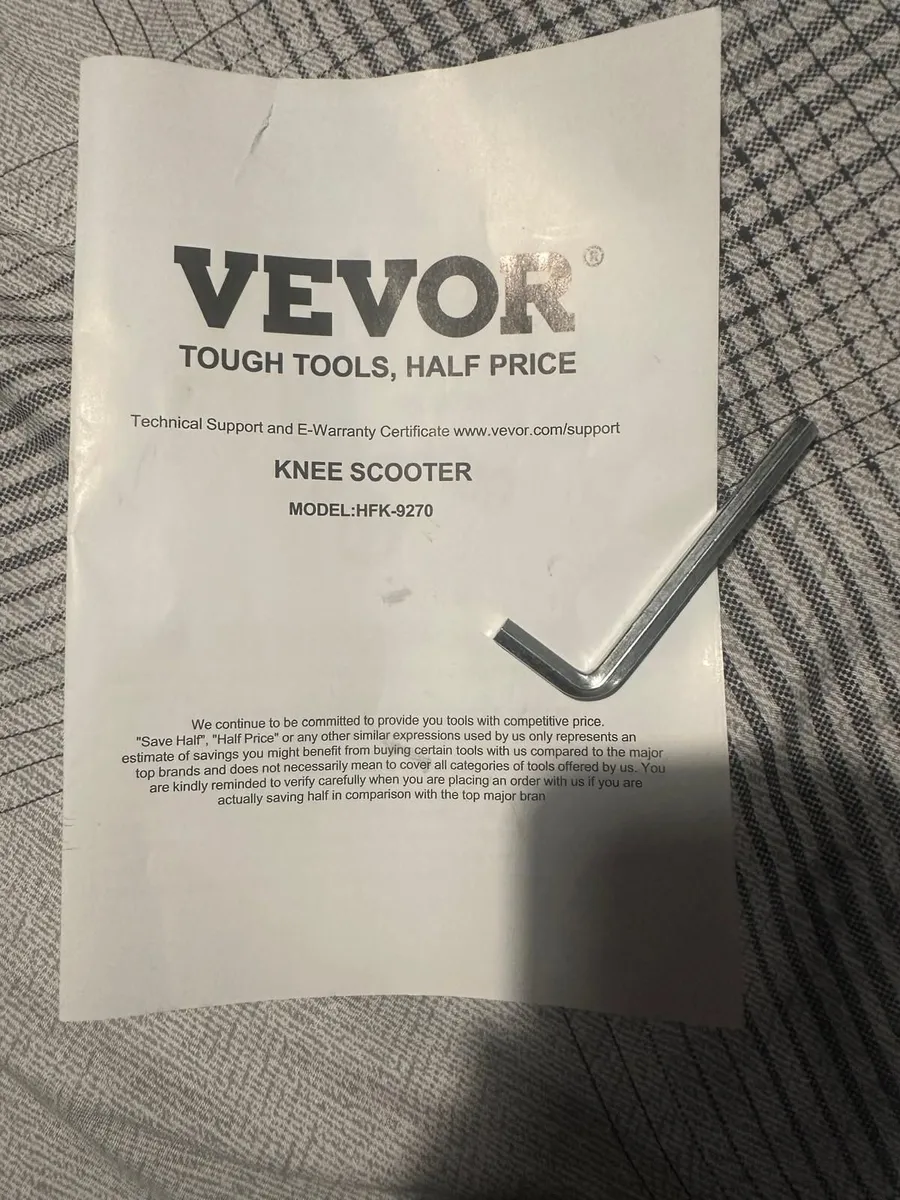 VEVOR®
TOUGH TOOLS, HALF PRICE
Technical Support and E-Warranty Certificate www.vevor.com/support
KNEE SCOOTER
MODEL:HFK-9270
We continue to be committed to provide you tools with competitive price.
"Save Half", "Half Price" or any other similar expressions used by us only represents an
estimate of savings you might benefit from buying certain tools with us compared to the major
top brands and does not necessarily mean to cover all categories of tools offered by us. You
are kindly reminded to verify carefully when you are placing an order with us if you are
actually saving half in comparison with the top major bran